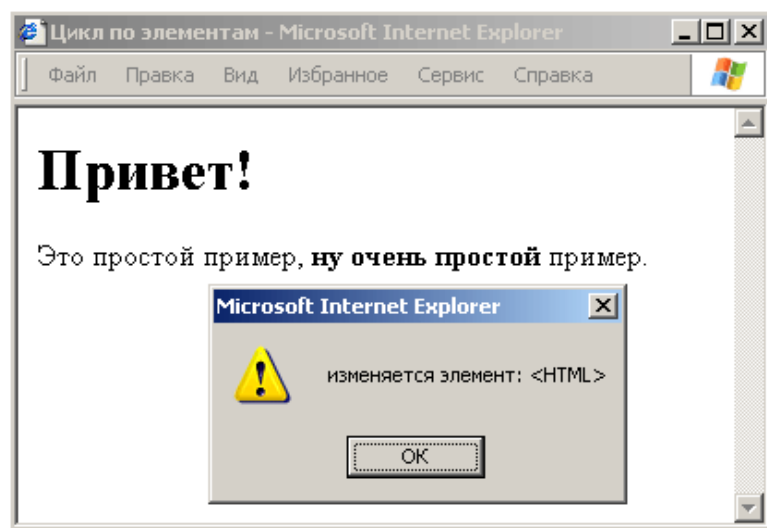 Цикл по элементам - Microsoft Internet Explorer
Файл Правка Вид Избранное Сервис Справка
Привет!
Это простой пример, ну очень простой пример.
Microsoft Internet Explorer
изменяется элемент: <HTML>
OK